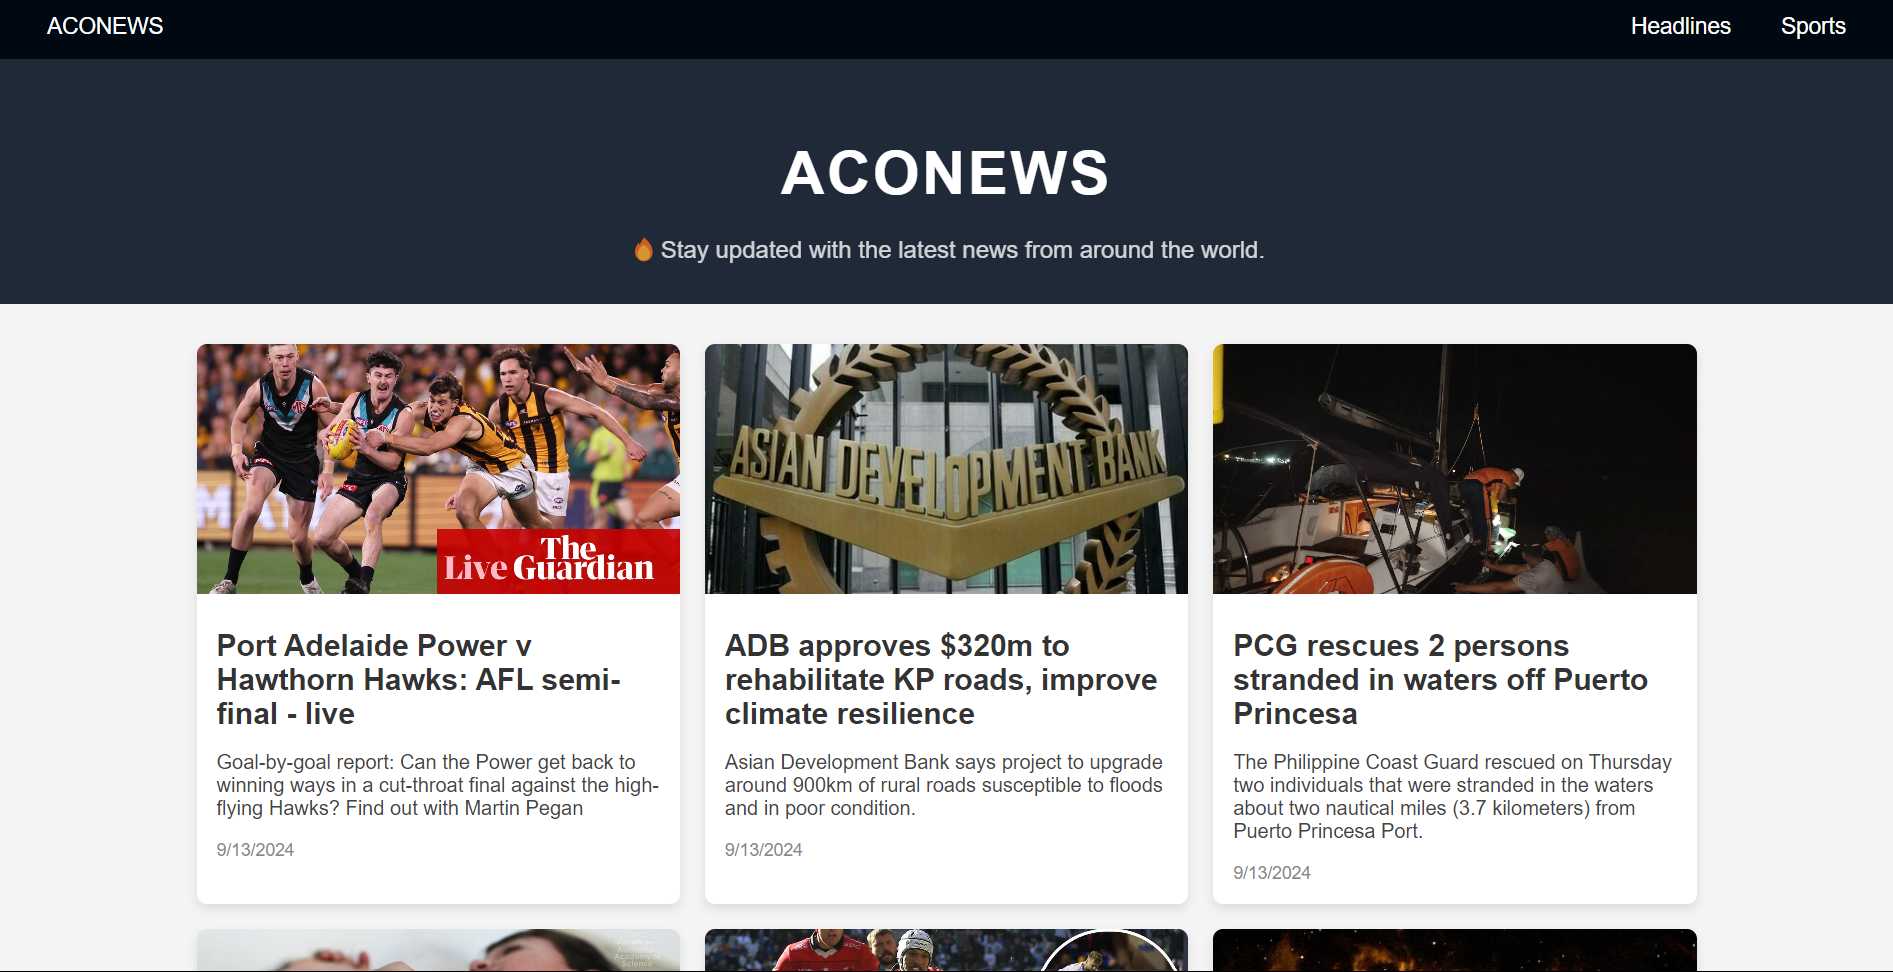 ACONEWS
Headlines
Sports
ACONEWS
🔥 Stay updated with the latest news from around the world.
Live The Guardian
ASIAN DEVELOPMENT BANK
Port Adelaide Power v
Hawthorn Hawks: AFL semi-
final - live
Goal-by-goal report: Can the Power get back to
winning ways in a cut-throat final against the high-
flying Hawks? Find out with Martin Pegan
9/13/2024
ADB approves $320m to
rehabilitate KP roads, improve
climate resilience
Asian Development Bank says project to upgrade
around 900km of rural roads susceptible to floods
and in poor condition.
9/13/2024
PCG rescues 2 persons
stranded in waters off Puerto
Princesa
The Philippine Coast Guard rescued on Thursday
two individuals that were stranded in the waters
about two nautical miles (3.7 kilometers) from
Puerto Princesa Port.
9/13/2024
Australian
Academy of
Science